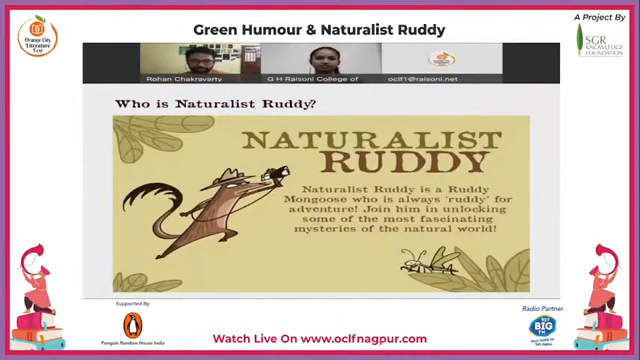 Green Humour & Naturalist Ruddy
A Project By
Orange City
Literature
Fest
SGR
KNOWLEDGE
FOUNDATION
Rohan Chakravarty
G H Raisoni College of
oclf1@raisoni.net
Who is Naturalist Ruddy?
NATURALIST
RUDDY
Naturalist Ruddy is a Ruddy
Mongoose who is always 'ruddy' for
adventure! Join him in unlocking
some of the most fascinating
mysteries of the natural world!
Supported By
Penguin Random House India
Radio Partner
BIG
FM
Watch Live On www.oclfnagpur.com